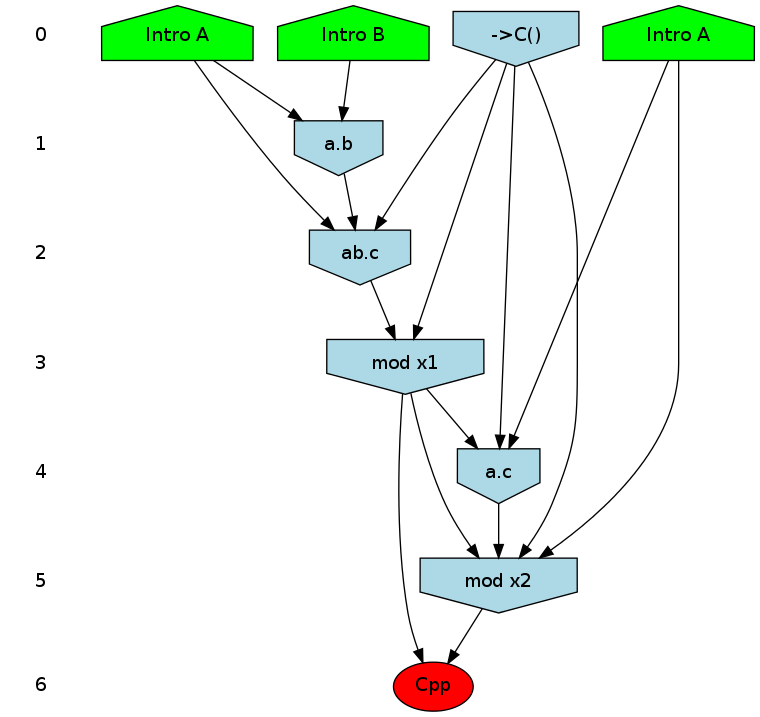 0 Intro A Intro B ->C() Intro A
1 a.b
2 ab.c
3 mod x1
4 a.c
5 mod x2
6 Cpp